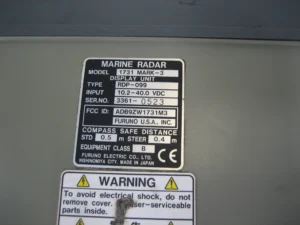 MARINE RADAR
MODEL 1731 MARK-3
DISPLAY UNIT
TYPE RDP-099
INPUT 10.2-40.0 VDC
SER.NO. 3361-0523
FCC ID: ADB9ZW1731M3
FURUNO U.S.A., INC.
COMPASS SAFE DISTANCE
STD 0.5 m STEER 0.4 m
EQUIPMENT CLASS B
FURUNO ELECTRIC CO., LTD.
NISHINOMIYA CITY, MADE IN JAPAN
CE
WARNING
To avoid electrical shock, do not
remove cover. user-serviceable
parts inside.